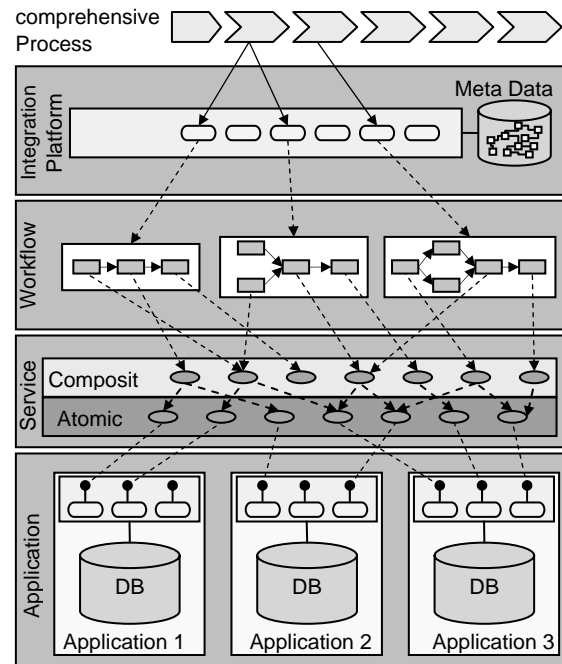 comprehensive
Process
Meta Data
Integration
Platform
Workflow
Service
Composit
Atomic
Application
DB
DB
DB
Application 1
Application 2
Application 3